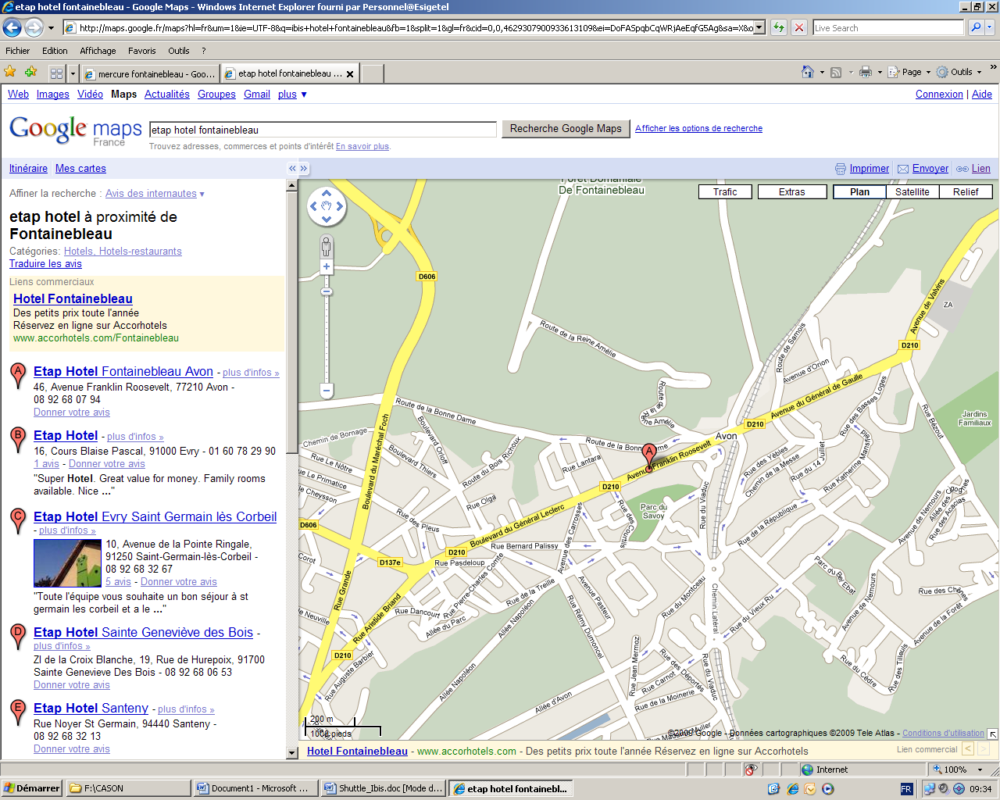 etap hotel fontainebleau - Google Maps - Windows Internet Explorer fourni par Personnel@Esigetel
http://maps.google.fr/maps?hl=fr&um=1&ie=UTF-8&q=ibis+hotel+fontainebleau&fb=1&split=1&gl=fr&cid=0,0,4629307900933613109&ei=DoFASpqbCqWRjAeEqfG5Ag&sa=X&o
Live Search
Fichier Edition Affichage Favoris Outils ?
mercure fontainebleau - Goo...
etap hotel fontainebleau ...
Page Outils
Web Images Vidéo Maps Actualités Groupes Gmail plus
Connexion | Aide
Google maps
France
etap hotel fontainebleau
Recherche Google Maps
Afficher les options de recherche
Trouvez adresses, commerces et points d'intérêt En savoir plus.
Itinéraire Mes cartes
Imprimer Envoyer Lien
Affiner la recherche : Avis des internautes
etap hotel à proximité de
Fontainebleau
Catégories: Hotels, Hotels-restaurants
Traduire les avis
Liens commerciaux
Hotel Fontainebleau
Des petits prix toute l'année
Réservez en ligne sur Accorhotels
www.accorhotels.com/Fontainebleau
A
Etap Hotel Fontainebleau Avon - plus d'infos »
46, Avenue Franklin Roosevelt, 77210 Avon -
08 92 68 07 94
Donner votre avis
B
Etap Hotel - plus d'infos »
16, Cours Blaise Pascal, 91000 Evry - 01 60 78 29 90
1 avis - Donner votre avis
"Super Hotel. Great value for money. Family rooms
available. Nice ..."
C
Etap Hotel Evry Saint Germain lès Corbeil
- plus d'infos »
10, Avenue de la Pointe Ringale,
91250 Saint-Germain-lès-Corbeil -
08 92 68 32 67
5 avis - Donner votre avis
"Toute l'équipe vous souhaite un bon séjour à st
germain les corbeil et a le ..."
D
Etap Hotel Sainte Geneviève des Bois -
plus d'infos »
ZI de la Croix Blanche, 19, Rue de Hurepoix, 91700
Sainte Genevieve Des Bois - 08 92 68 06 53
Donner votre avis
E
Etap Hotel Santeny - plus d'infos »
Rue Noyer St Germain, 94440 Santeny -
08 92 68 32 13
Donner votre avis
Forêt Domaniale
De Fontainebleau
Trafic
Extras
Plan
Satellite
Relief
D606
Avenue de Valvins
ZA
D210
Route de la Reine Amélie
Route de Samois
Avenue d'Orion
Avenue du Général de Gaulle
Rue des Basses Loges
Rue Bézout
Jardins
Familiaux
Route de la Bonne Dame
Route de la Re
ine Amélie
D210
Chemin de Bornage
Boulevard du Maréchal Foch
Boulevard Orloff
Boulevard Thiers
Route du Bois Richoux
Route de la Bonne Dame
A
Avon
Avenue Franklin Roosevelt
Rue Lantara
Rue Le Nôtre
Rue Le Primatice
Rue de Cheysson
D210
Rue des Yèbles
Chemin de la Messe
Rue du 14 Juillet
Rue Katherine Mansfie
Rue Olga
Boulevard du Général Leclerc
Parc du
Savoy
Rue du Viaduc
Rue de la République
Rue des Pleus
Avenue des Carrosses
Rue des Courtils
Avenue de Nemours
Allée des Cigognes
Rue des Acacias
D606
Rue Bernard Palissy
D210
D137e
Rue Pasdeloup
Corot
Rue Grande
Rue Aristide Briand
Rue Pierre-Charles Comte
Rue de la Treille
Avenue Pasteur
Rue du Montceau
Chemin Latéral
Parc du Bel Ebat
Avenue de Nemours
Rue des Chênes
Avenue de la Forêt
Rue du Vieux Ru
Rue Dancourt
Allée du Parc
Allée Napoléon
Rue Rémy Dumoncel
D210
Rue Auguste Barbier
Rue Jean Mermoz
Rue des Déportés
Rue Carnot
Rue de la Moinerie
Rue du Viaduc
Rue du Cèdre
Rue des Tilleuls
Allée Napoléon
Allée d'Avon
200 m
1000 pieds
©2009 Google - Données cartographiques ©2009 Tele Atlas - Conditions d'utilisation
Hotel Fontainebleau - www.accorhotels.com - Des petits prix toute l'année Réservez en ligne sur Accorhotels
Lien commercial
Internet
100%
Démarrer
F:\CASON
Document1 - Microsoft ...
Shuttle_Ibis.doc [Mode d...
etap hotel fontainebl...
FR
09:34